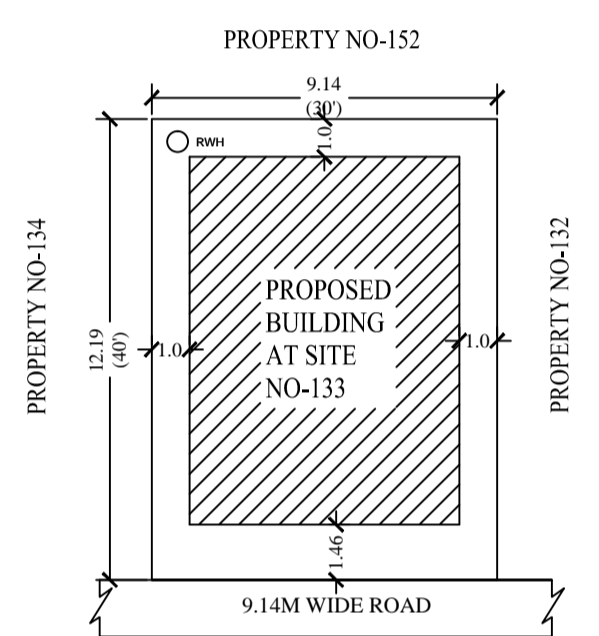 PROPERTY NO-152
9.14
(30')
1.0
RWH
PROPERTY NO-134
12.19
(40')
1.0
PROPOSED
BUILDING
AT SITE
NO-133
1.0
PROPERTY NO-132
1.46
9.14M WIDE ROAD